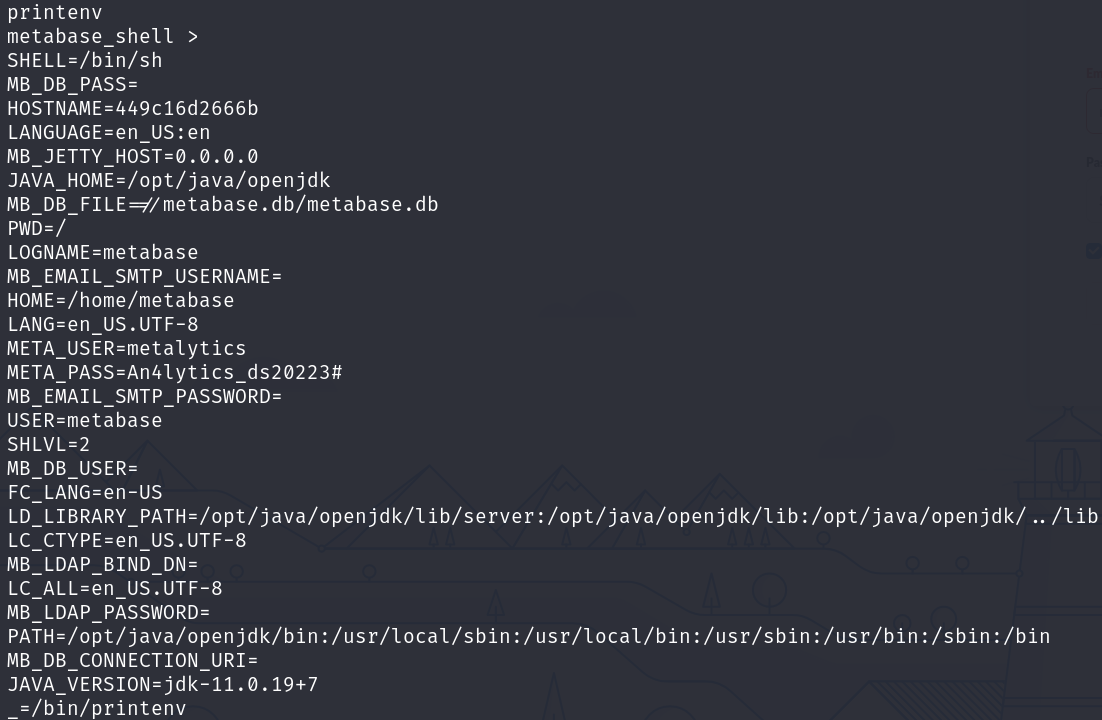 printenv
metabase_shell >
SHELL=/bin/sh
MB_DB_PASS=
HOSTNAME=449c16d2666b
LANGUAGE=en_US:en
MB_JETTY_HOST=0.0.0.0
JAVA_HOME=/opt/java/openjdk
MB_DB_FILE=//metabase.db/metabase.db
PWD=/
LOGNAME=metabase
MB_EMAIL_SMTP_USERNAME=
HOME=/home/metabase
LANG=en_US.UTF-8
META_USER=metalytics
META_PASS=An4lytics_ds20223#
MB_EMAIL_SMTP_PASSWORD=
USER=metabase
SHLVL=2
MB_DB_USER=
FC_LANG=en-US
LD_LIBRARY_PATH=/opt/java/openjdk/lib/server:/opt/java/openjdk/lib:/opt/java/openjdk/../lib
LC_CTYPE=en_US.UTF-8
MB_LDAP_BIND_DN=
LC_ALL=en_US.UTF-8
MB_LDAP_PASSWORD=
PATH=/opt/java/openjdk/bin:/usr/local/sbin:/usr/local/bin:/usr/sbin:/usr/bin:/sbin:/bin
MB_DB_CONNECTION_URI=
JAVA_VERSION=jdk-11.0.19+7
_=/bin/printenv